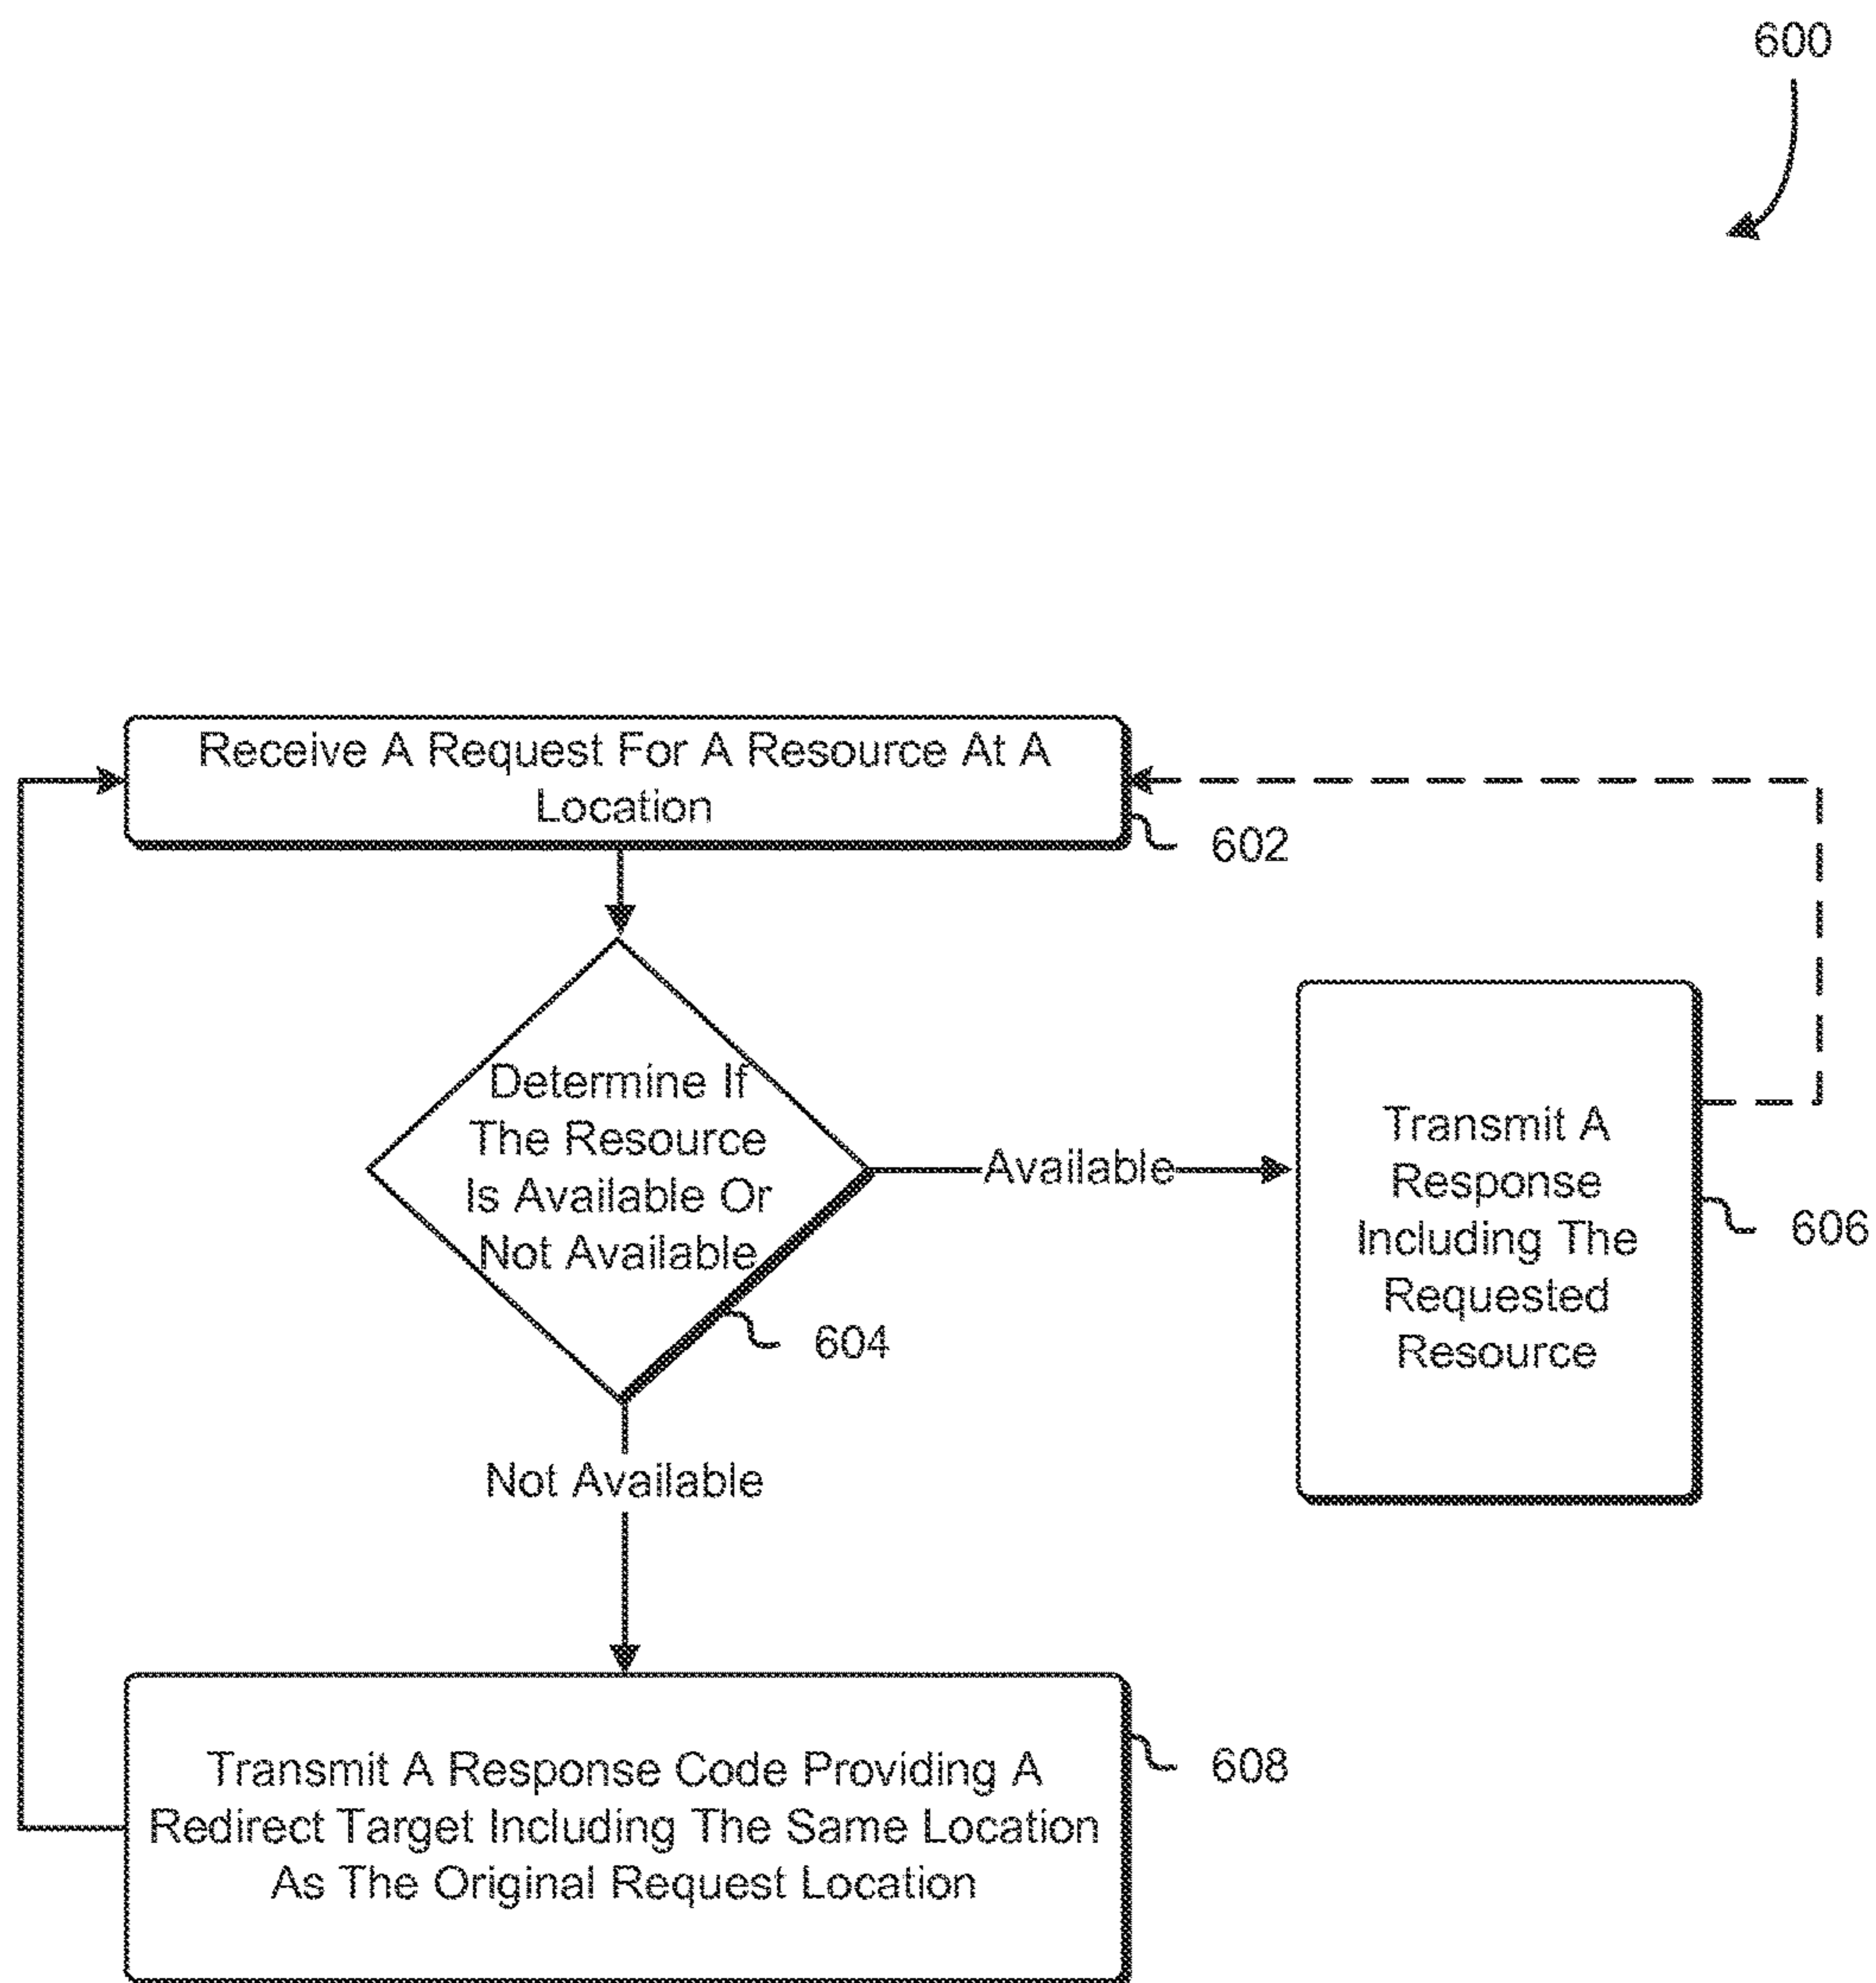 600
Receive A Request For A Resource At A
Location
602
Determine If
The Resource
Is Available Or
Not Available
604
Available
Transmit A
Response
Including The
Requested
Resource
606
Not Available
Transmit A Response Code Providing A
Redirect Target Including The Same Location
As The Original Request Location
608